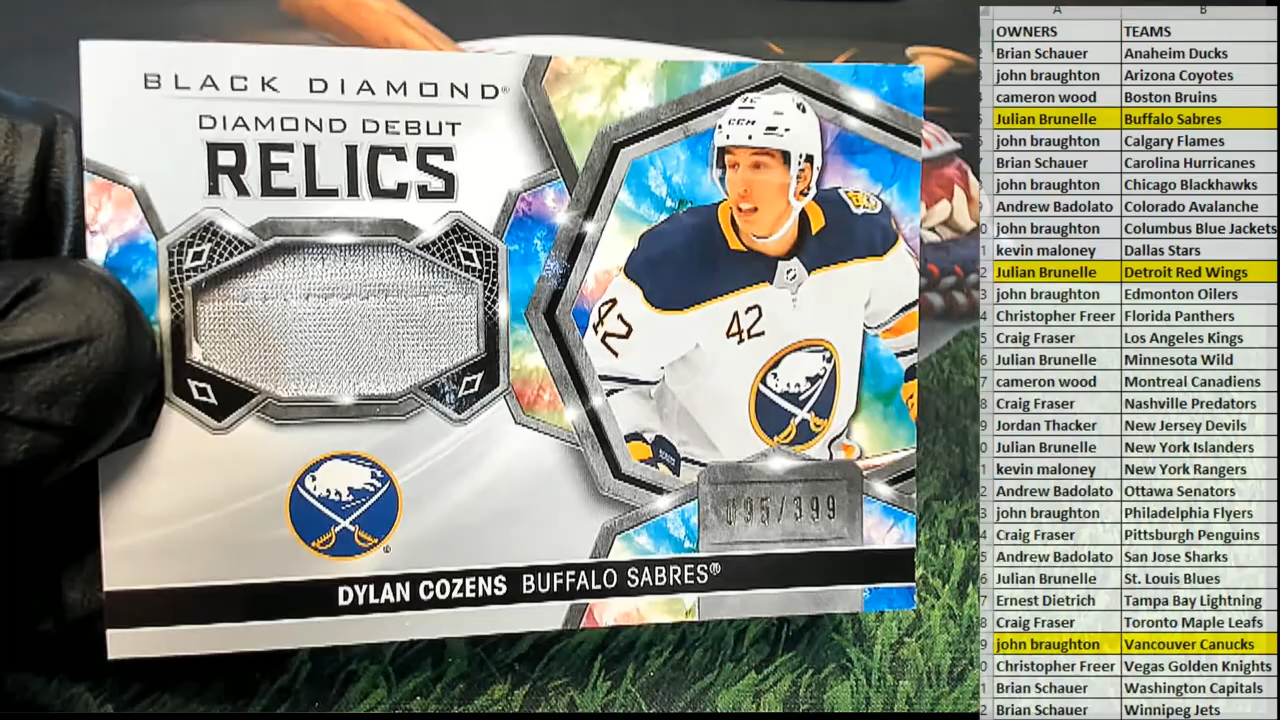 BLACK DIAMOND®
DIAMOND DEBUT
RELICS
CCM
42
42
095/399
DYLAN COZENS BUFFALO SABRES®
A B
OWNERS TEAMS
Brian Schauer Anaheim Ducks
john braughton Arizona Coyotes
cameron wood Boston Bruins
Julian Brunelle Buffalo Sabres
john braughton Calgary Flames
Brian Schauer Carolina Hurricanes
john braughton Chicago Blackhawks
Andrew Badolato Colorado Avalanche
john braughton Columbus Blue Jackets
kevin maloney Dallas Stars
Julian Brunelle Detroit Red Wings
john braughton Edmonton Oilers
Christopher Freer Florida Panthers
Craig Fraser Los Angeles Kings
Julian Brunelle Minnesota Wild
cameron wood Montreal Canadiens
Craig Fraser Nashville Predators
Jordan Thacker New Jersey Devils
Julian Brunelle New York Islanders
kevin maloney New York Rangers
Andrew Badolato Ottawa Senators
john braughton Philadelphia Flyers
Craig Fraser Pittsburgh Penguins
Andrew Badolato San Jose Sharks
Julian Brunelle St. Louis Blues
Ernest Dietrich Tampa Bay Lightning
Craig Fraser Toronto Maple Leafs
john braughton Vancouver Canucks
Christopher Freer Vegas Golden Knights
Brian Schauer Washington Capitals
Brian Schauer Winnipeg Jets